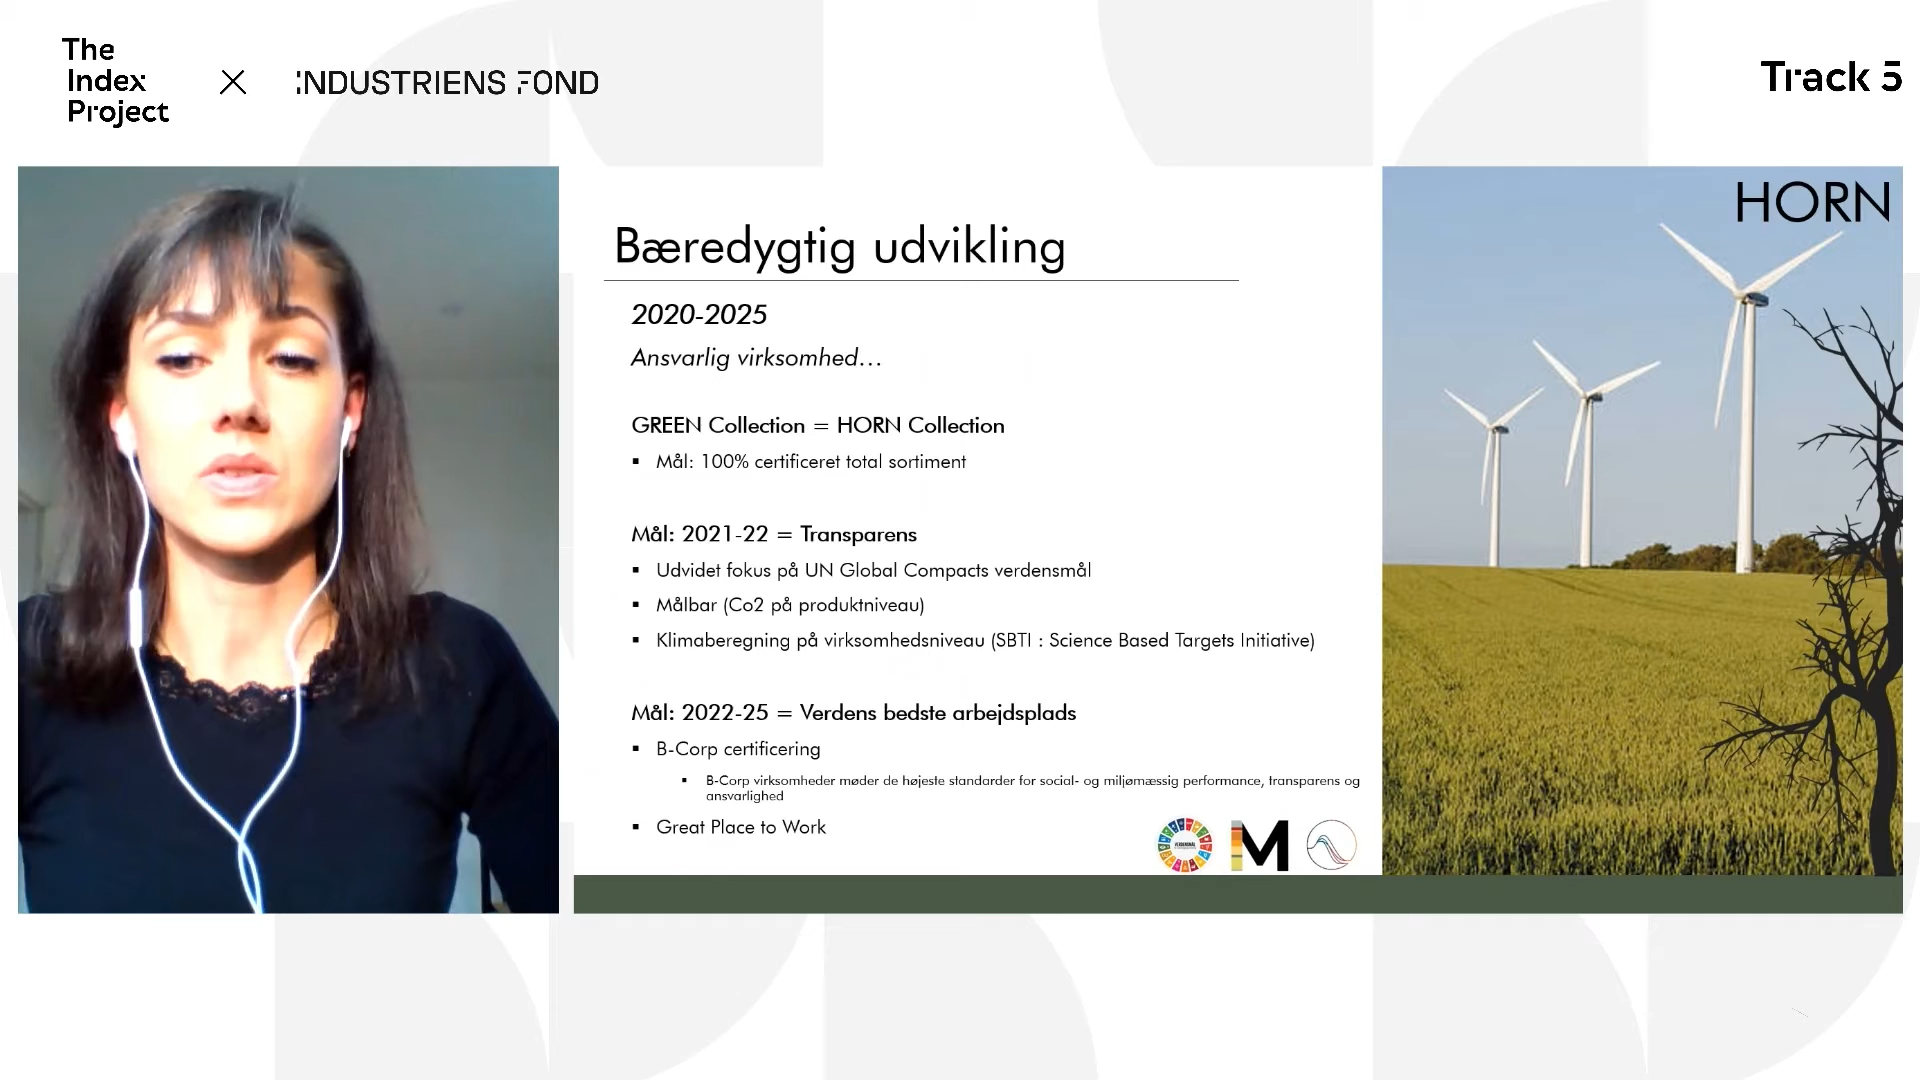 The
Index
Project
INDUSTRIENS FOND
Track 5
HORN
Bæredygtig udvikling
2020-2025
Ansvarlig virksomhed...
GREEN Collection = HORN Collection
▪ Mål: 100% certificeret total sortiment
Mål: 2021-22 = Transparens
▪ Udvidet fokus på UN Global Compacts verdensmål
▪ Målbar (Co2 på produktniveau)
▪ Klimaberegning på virksomhedsniveau (SBTI : Science Based Targets Initiative)
Mål: 2022-25 = Verdens bedste arbejdsplads
▪ B-Corp certificering
▪ B-Corp virksomheder møder de højeste standarder for social- og miljømæssig performance, transparens og
ansvarlighed
▪ Great Place to Work
M